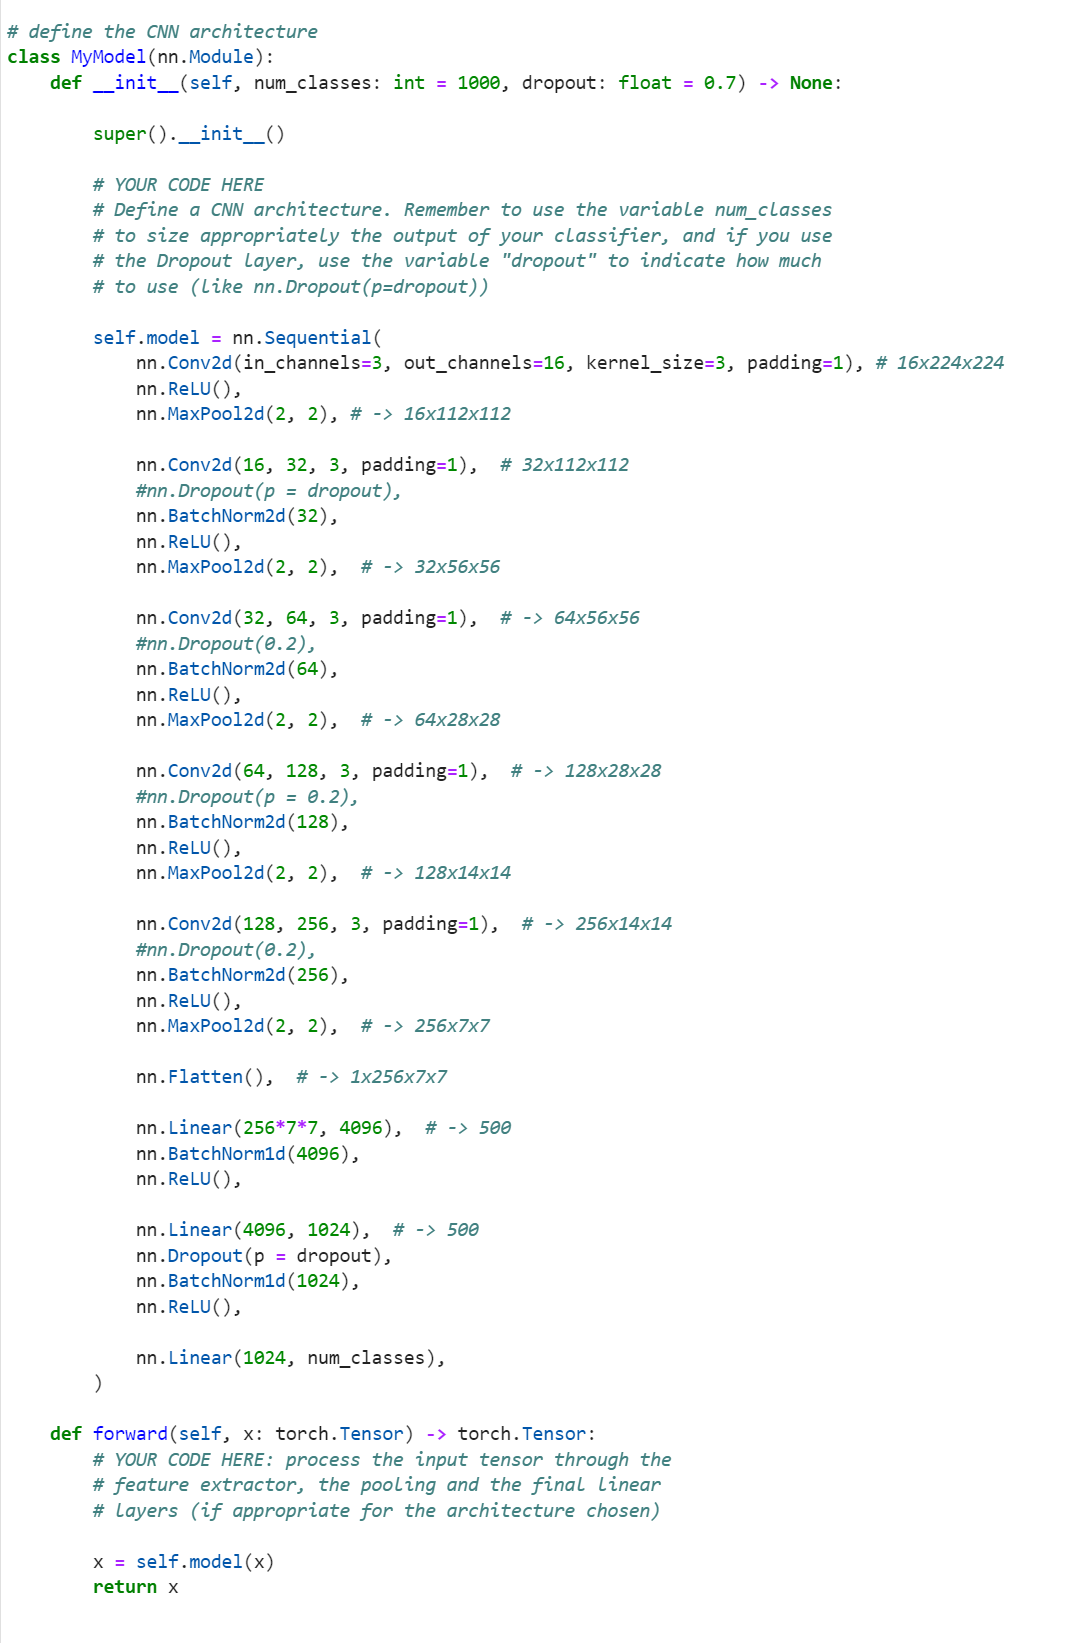 # define the CNN architecture
class MyModel(nn.Module):
    def __init__(self, num_classes: int = 1000, dropout: float = 0.7) -> None:

        super().__init__()

        # YOUR CODE HERE
        # Define a CNN architecture. Remember to use the variable num_classes
        # to size appropriately the output of your classifier, and if you use
        # the Dropout layer, use the variable "dropout" to indicate how much
        # to use (like nn.Dropout(p=dropout))

        self.model = nn.Sequential(
            nn.Conv2d(in_channels=3, out_channels=16, kernel_size=3, padding=1), # 16x224x224
            nn.ReLU(),
            nn.MaxPool2d(2, 2), # -> 16x112x112

            nn.Conv2d(16, 32, 3, padding=1),  # 32x112x112
            #nn.Dropout(p = dropout),
            nn.BatchNorm2d(32),
            nn.ReLU(),
            nn.MaxPool2d(2, 2),  # -> 32x56x56

            nn.Conv2d(32, 64, 3, padding=1),  # -> 64x56x56
            #nn.Dropout(0.2),
            nn.BatchNorm2d(64),
            nn.ReLU(),
            nn.MaxPool2d(2, 2),  # -> 64x28x28

            nn.Conv2d(64, 128, 3, padding=1),  # -> 128x28x28
            #nn.Dropout(p = 0.2),
            nn.BatchNorm2d(128),
            nn.ReLU(),
            nn.MaxPool2d(2, 2),  # -> 128x14x14

            nn.Conv2d(128, 256, 3, padding=1),  # -> 256x14x14
            #nn.Dropout(0.2),
            nn.BatchNorm2d(256),
            nn.ReLU(),
            nn.MaxPool2d(2, 2),  # -> 256x7x7

            nn.Flatten(),  # -> 1x256x7x7

            nn.Linear(256*7*7, 4096),  # -> 500
            nn.BatchNorm1d(4096),
            nn.ReLU(),

            nn.Linear(4096, 1024),  # -> 500
            nn.Dropout(p = dropout),
            nn.BatchNorm1d(1024),
            nn.ReLU(),

            nn.Linear(1024, num_classes),
        )

    def forward(self, x: torch.Tensor) -> torch.Tensor:
        # YOUR CODE HERE: process the input tensor through the
        # feature extractor, the pooling and the final linear
        # layers (if appropriate for the architecture chosen)

        x = self.model(x)
        return x